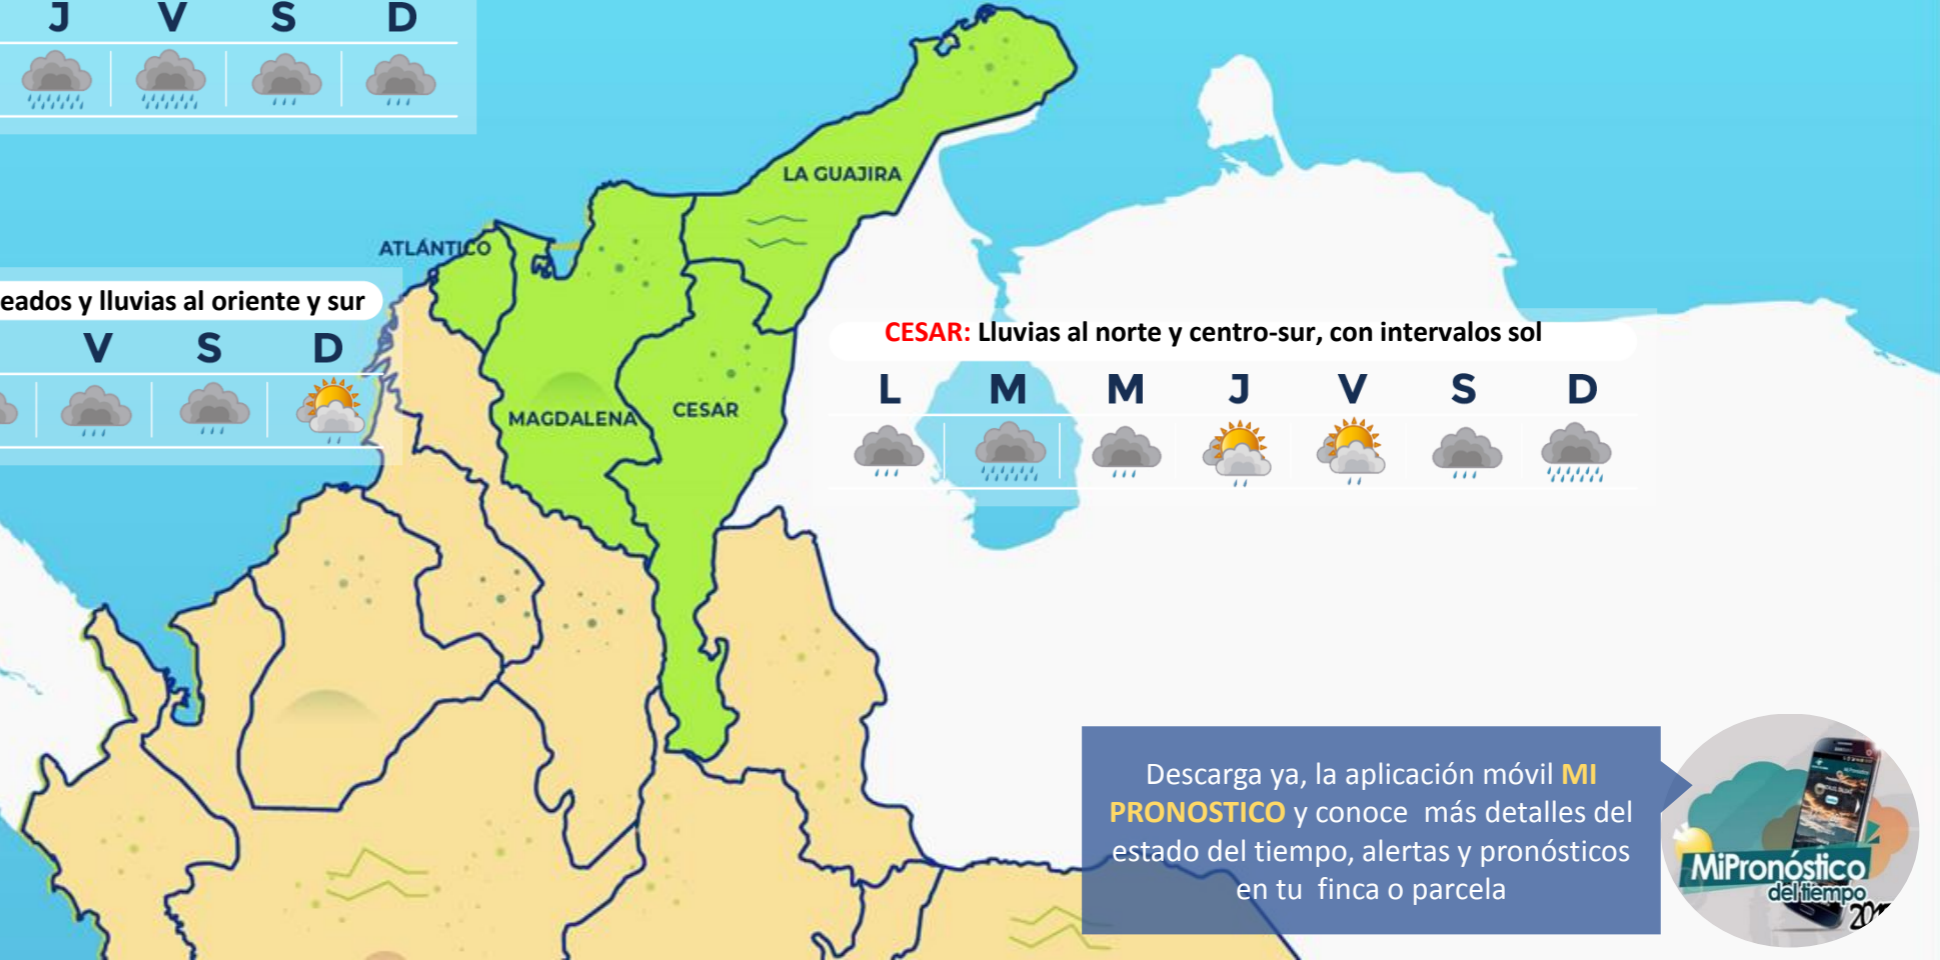 J V S D
LA GUAJIRA
ATLÁNTICO
eados y lluvias al oriente y sur
V S D
CESAR: Lluvias al norte y centro-sur, con intervalos sol
L M M J V S D
MAGDALENA
CESAR
Descarga ya, la aplicación móvil MI
PRONOSTICO y conoce más detalles del
estado del tiempo, alertas y pronósticos
en tu finca o parcela
MiPronóstico
del tiempo